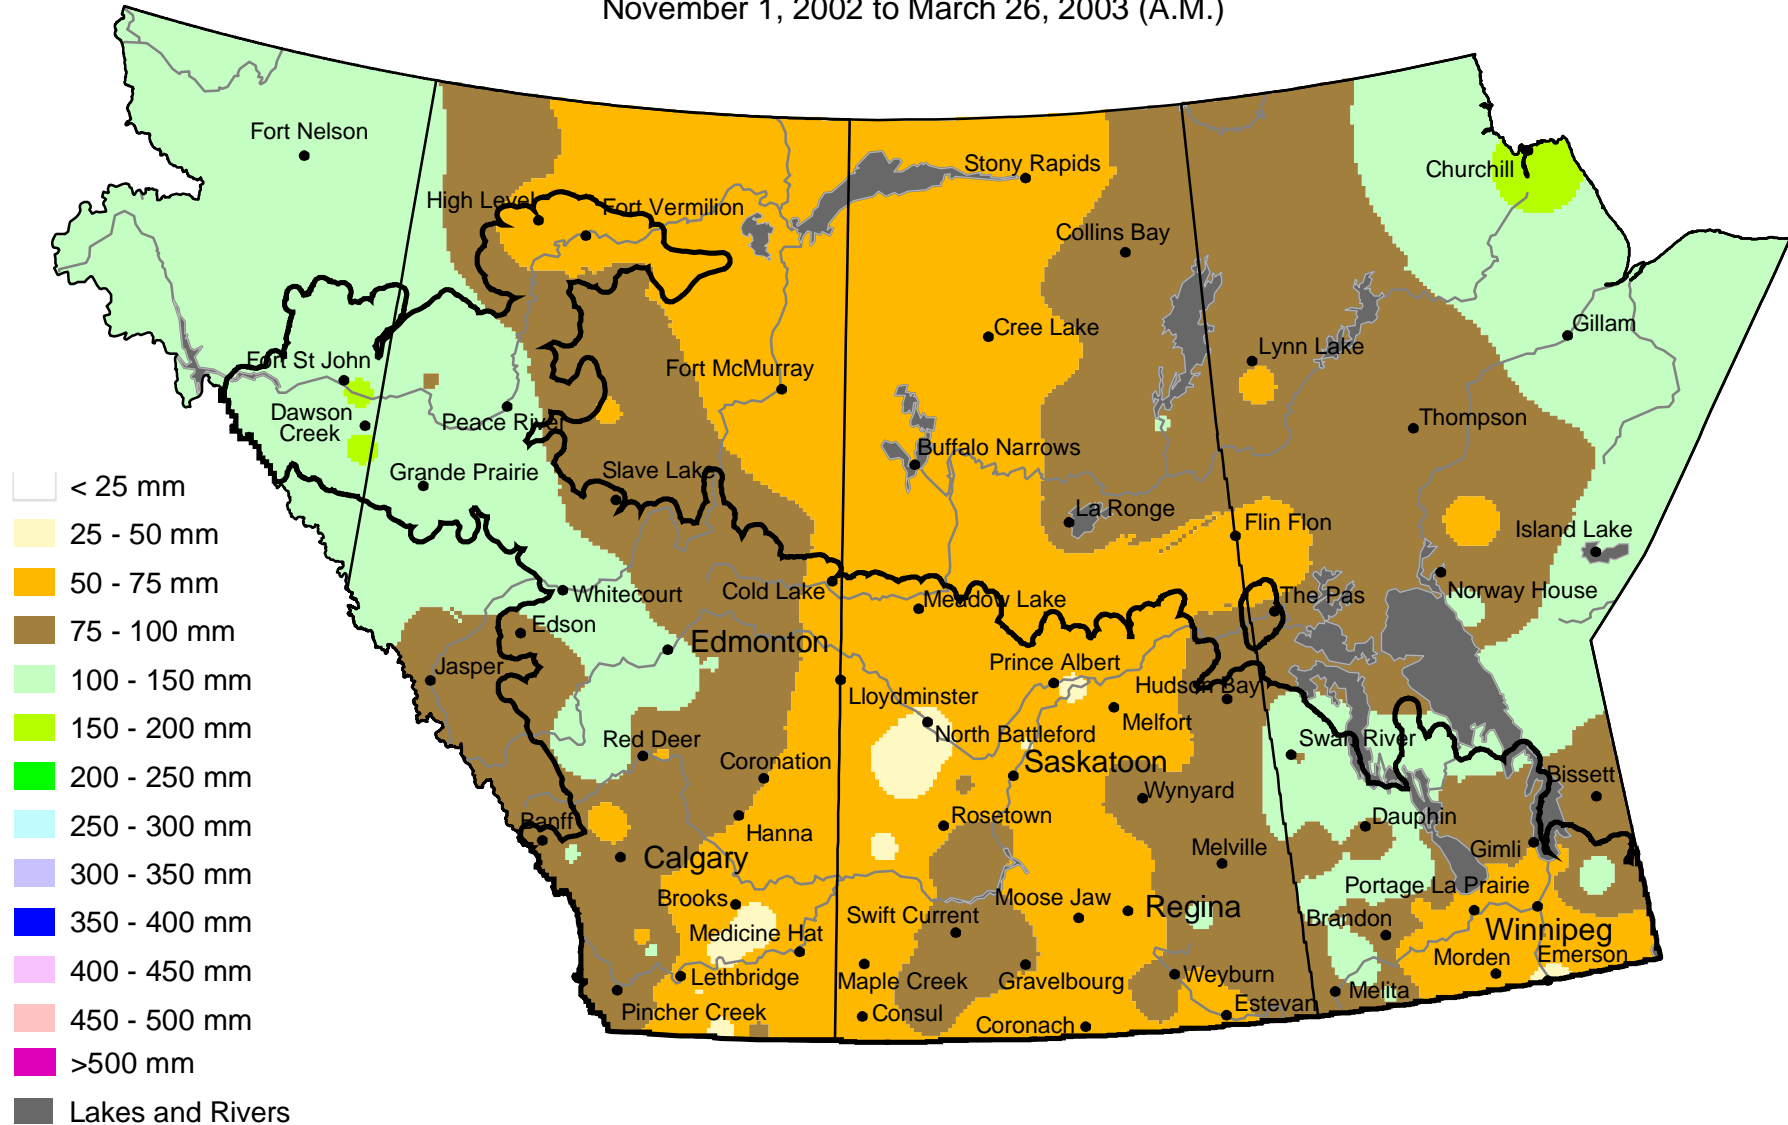 November 1, 2002 to March 26, 2003 (A.M.)
Fort Nelson
Churchill
Stony Rapids
High Level
Fort Vermilion
Collins Bay
Gillam
Cree Lake
Lynn Lake
Fort St John
Fort McMurray
Dawson
Creek
Peace River
Thompson
Buffalo Narrows
Grande Prairie
Slave Lake
La Ronge
Flin Flon
Island Lake
Whitecourt
Cold Lake
Meadow Lake
The Pas
Norway House
Edson
Edmonton
Jasper
Prince Albert
Hudson Bay
Lloydminster
Melfort
North Battleford
Red Deer
Swan River
Coronation
Saskatoon
Bissett
Wynyard
Banff
Hanna
Rosetown
Dauphin
Calgary
Melville
Gimli
Brooks
Moose Jaw
Portage La Prairie
Swift Current
Regina
Brandon
Medicine Hat
Winnipeg
Lethbridge
Maple Creek
Gravelbourg
Weyburn
Morden
Emerson
Melita
Pincher Creek
Consul
Coronach
Estevan
< 25 mm
25 - 50 mm
50 - 75 mm
75 - 100 mm
100 - 150 mm
150 - 200 mm
200 - 250 mm
250 - 300 mm
300 - 350 mm
350 - 400 mm
400 - 450 mm
450 - 500 mm
>500 mm
Lakes and Rivers